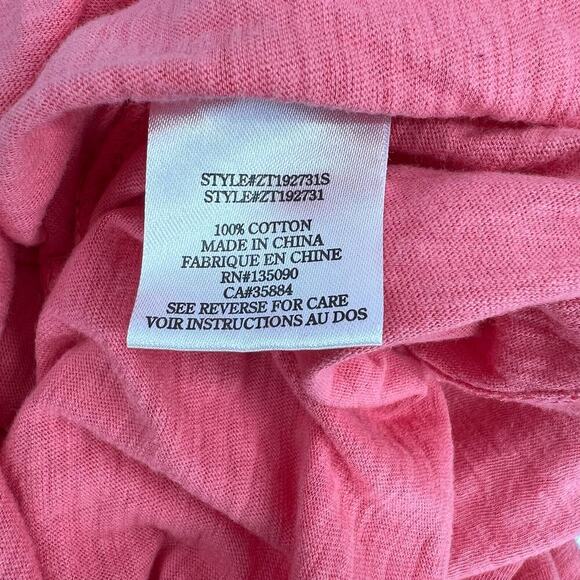 STYLE#ZT192731S
STYLE#ZT192731
100% COTTON
MADE IN CHINA
FABRIQUE EN CHINE
RN#135090
CA#35884
SEE REVERSE FOR CARE
VOIR INSTRUCTIONS AU DOS